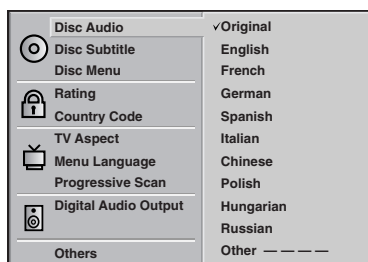 Disc Audio
Disc Subtitle
Disc Menu
Rating
Country Code
TV Aspect
Menu Language
Progressive Scan
Digital Audio Output
Others
✓Original
English
French
German
Spanish
Italian
Chinese
Polish
Hungarian
Russian
Other — — — —